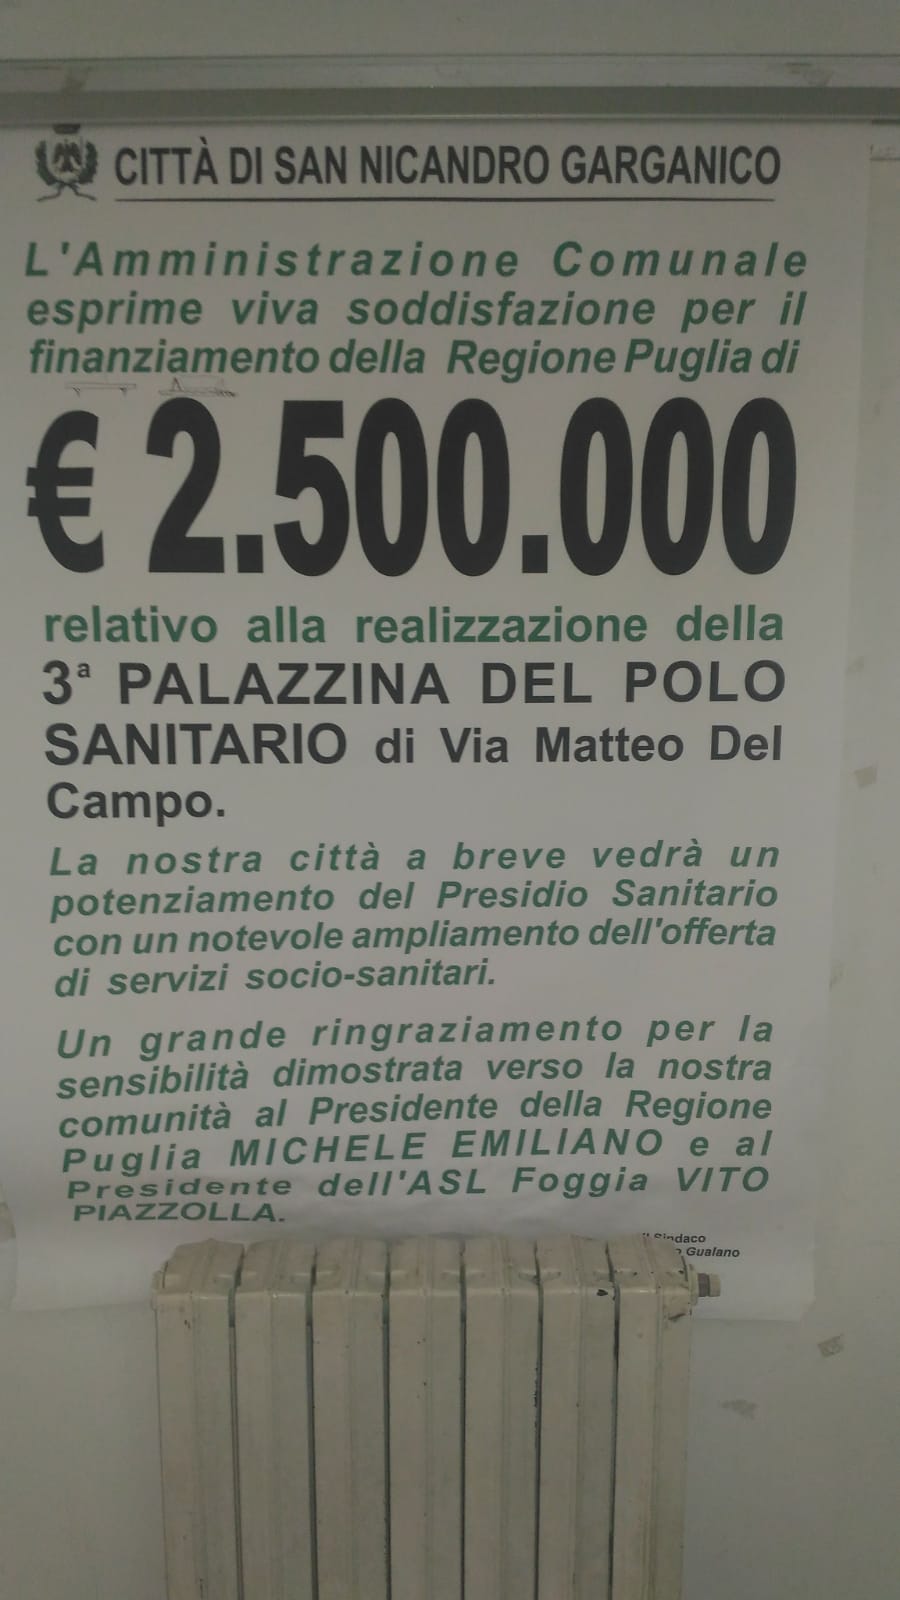 CITTÀ DI SAN NICANDRO GARGANICO
L'Amministrazione Comunale
esprime viva soddisfazione per il
finanziamento della Regione Puglia di
€ 2.500.000
relativo alla realizzazione della
3ª PALAZZINA DEL POLO
SANITARIO di Via Matteo Del
Campo.
La nostra città a breve vedrà un
potenziamento del Presidio Sanitario
con un notevole ampliamento dell'offerta
di servizi socio-sanitari.
Un grande ringraziamento per la
sensibilità dimostrata verso la nostra
comunità al Presidente della Regione
Puglia MICHELE EMILIANO e al
Presidente dell'ASL Foggia VITO
PIAZZOLLA.
Il Sindaco
Gualano